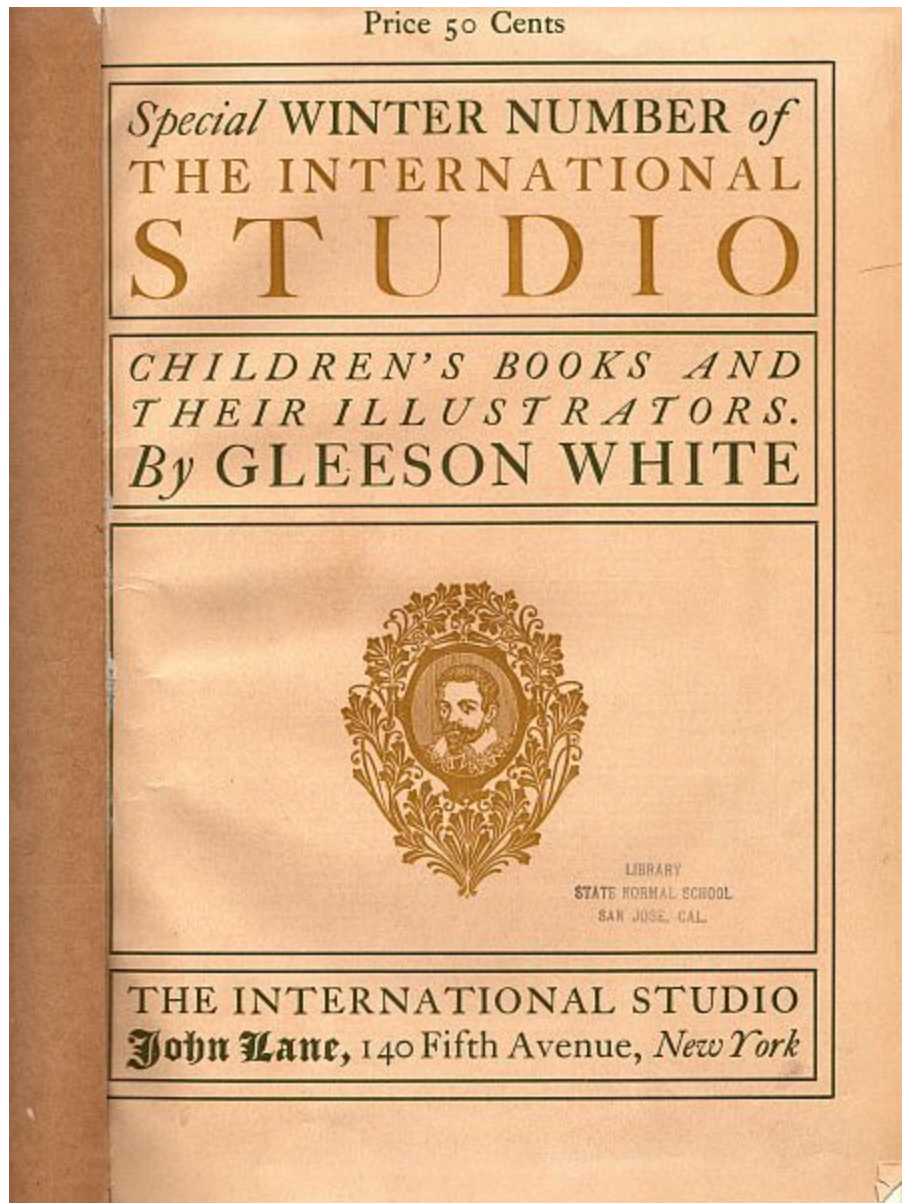 Price 50 Cents
Special WINTER NUMBER of
THE INTERNATIONAL
STUDIO
CHILDREN'S BOOKS AND
THEIR ILLUSTRATORS.
By GLEESON WHITE
LIBRARY
STATE NORMAL SCHOOL
SAN JOSE, CAL.
THE INTERNATIONAL STUDIO
John Lane, 140 Fifth Avenue, New York